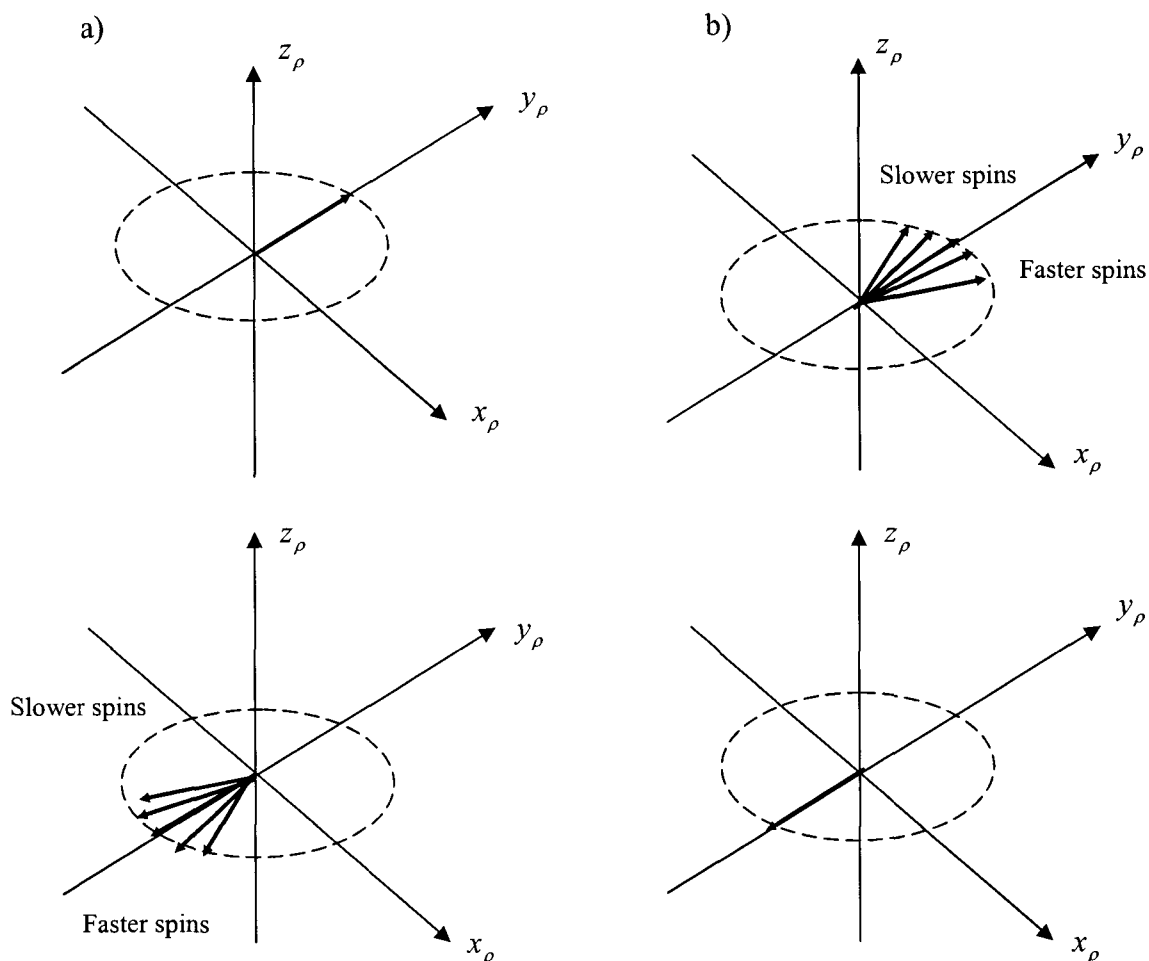 a)
z_ρ
y_ρ
x_ρ
b)
z_ρ
y_ρ
Slower spins
Faster spins
x_ρ
z_ρ
y_ρ
Slower spins
Faster spins
x_ρ
z_ρ
y_ρ
x_ρ